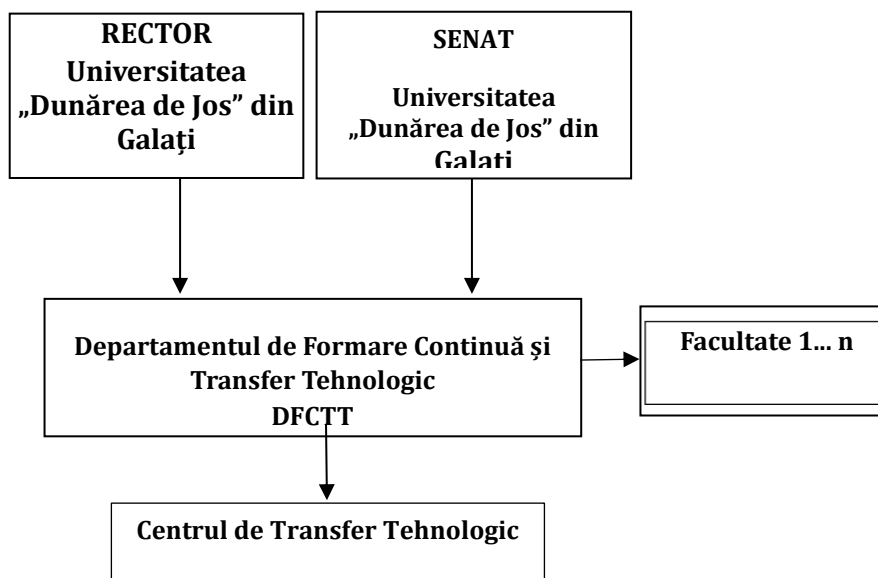 RECTOR
Universitatea
„Dunărea de Jos” din
Galați
SENAT
Universitatea
„Dunărea de Jos” din
Galați
Departamentul de Formare Continuă și
Transfer Tehnologic
DFCTT
Facultate 1... n
Centrul de Transfer Tehnologic